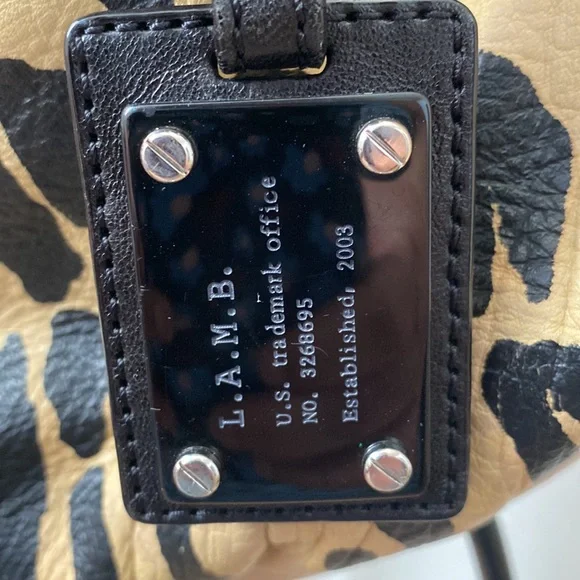 L.A.M.B.
U.S. trademark office
NO. 3268695
Established, 2003